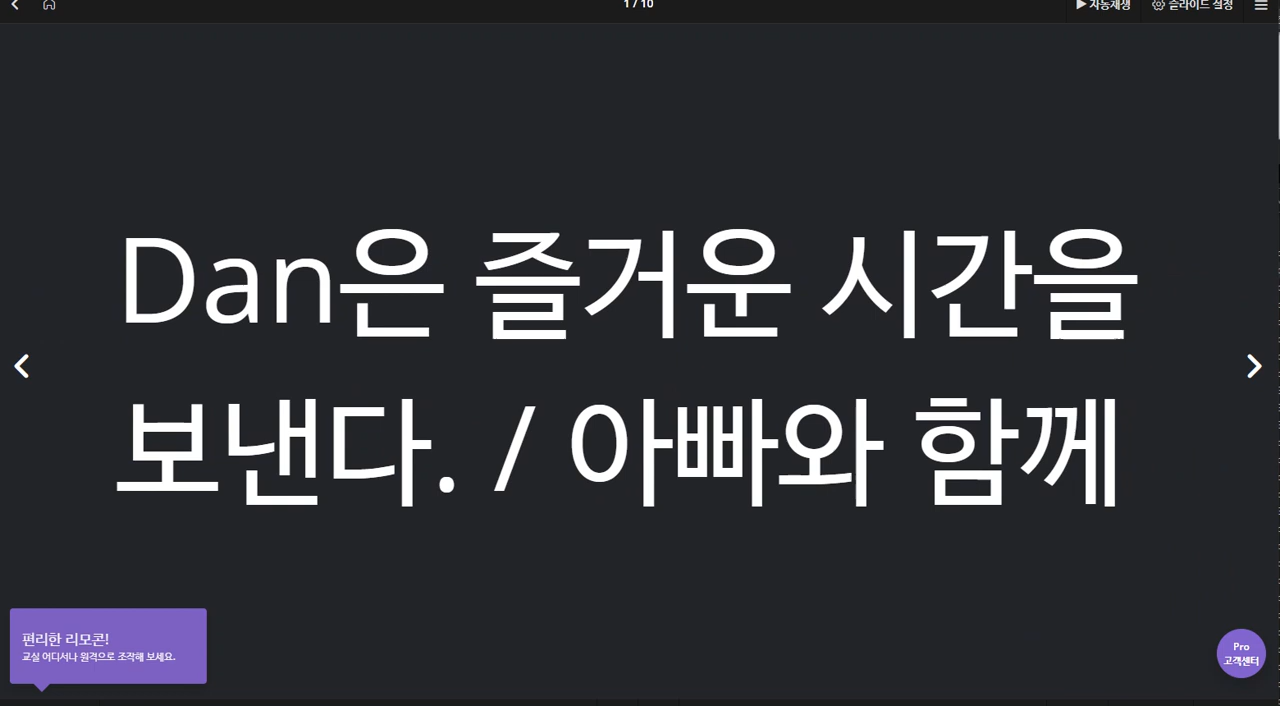 1 / 10
▶ 자동재생
슬라이드 설정
Dan은 즐거운 시간을
보낸다. / 아빠와 함께
편리한 리모콘!
교실 어디서나 원격으로 조작해 보세요.
Pro
고객센터